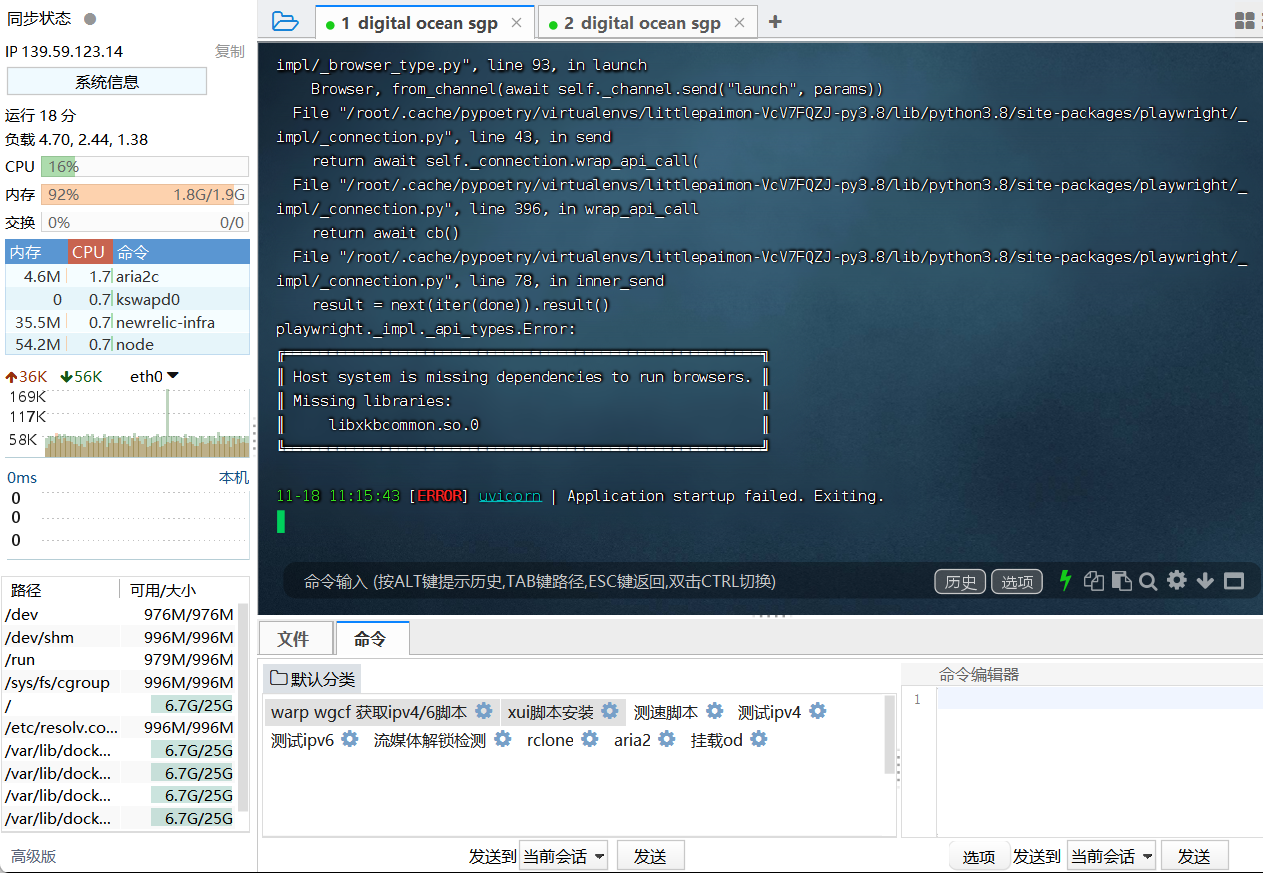 同步状态
IP 139.59.123.14 复制
系统信息
运行 18 分
负载 4.70, 2.44, 1.38
CPU 16%
内存 92% 1.8G/1.9G
交换 0% 0/0
内存 CPU 命令
4.6M 1.7 aria2c
0 0.7 kswapd0
35.5M 0.7 newrelic-infra
54.2M 0.7 node
36K 56K eth0
169K
117K
58K
0ms 本机
0
0
0
路径 可用/大小
/dev 976M/976M
/dev/shm 996M/996M
/run 979M/996M
/sys/fs/cgroup 996M/996M
/ 6.7G/25G
/etc/resolv.co... 996M/996M
/var/lib/dock... 6.7G/25G
/var/lib/dock... 6.7G/25G
/var/lib/dock... 6.7G/25G
/var/lib/dock... 6.7G/25G
高级版
1 digital ocean sgp × 2 digital ocean sgp × +
impl/_browser_type.py", line 93, in launch
Browser, from_channel(await self._channel.send("launch", params))
File "/root/.cache/pypoetry/virtualenvs/littlepaimon-VcV7FQZJ-py3.8/lib/python3.8/site-packages/playwright/_
impl/_connection.py", line 43, in send
return await self._connection.wrap_api_call(
File "/root/.cache/pypoetry/virtualenvs/littlepaimon-VcV7FQZJ-py3.8/lib/python3.8/site-packages/playwright/_
impl/_connection.py", line 396, in wrap_api_call
return await cb()
File "/root/.cache/pypoetry/virtualenvs/littlepaimon-VcV7FQZJ-py3.8/lib/python3.8/site-packages/playwright/_
impl/_connection.py", line 78, in inner_send
result = next(iter(done)).result()
playwright._impl._api_types.Error:
Host system is missing dependencies to run browsers.
Missing libraries:
libxkbcommon.so.0
11-18 11:15:43 [ERROR] uvicorn | Application startup failed. Exiting.
命令输入 (按ALT键提示历史,TAB键路径,ESC键返回,双击CTRL切换) 历史 选项
文件 命令
默认分类
warp wgcf 获取ipv4/6脚本 xui脚本安装 测速脚本 测试ipv4
测试ipv6 流媒体解锁检测 rclone aria2 挂载od
发送到 当前会话 发送
命令编辑器
1
选项 发送到 当前会话 发送